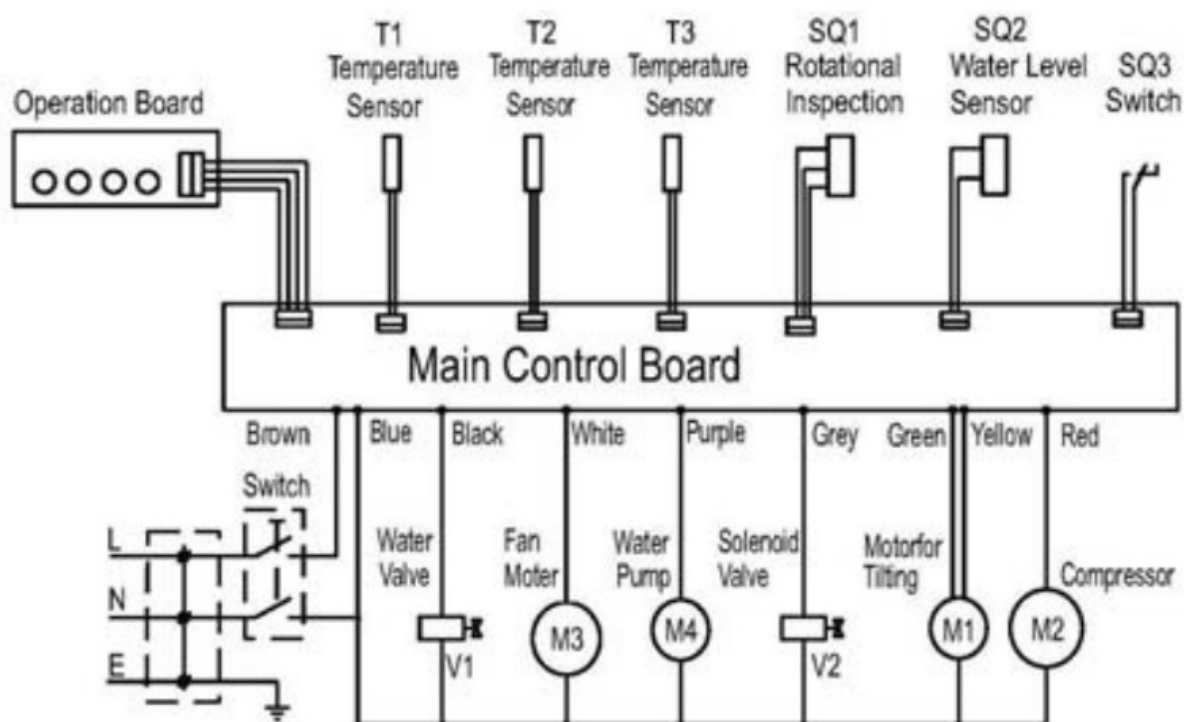 T1
Temperature
Sensor
T2
Temperature
Sensor
T3
Temperature
Sensor
SQ1
Rotational
Inspection
SQ2
Water Level
Sensor
SQ3
Switch
Operation Board
Main Control Board
Brown
Blue
Black
White
Purple
Grey
Green
Yellow
Red
Switch
L
N
E
Water
Valve
V1
Fan
Moter
M3
Water
Pump
M4
Solenoid
Valve
V2
Motorfor
Tilting
M1
Compressor
M2